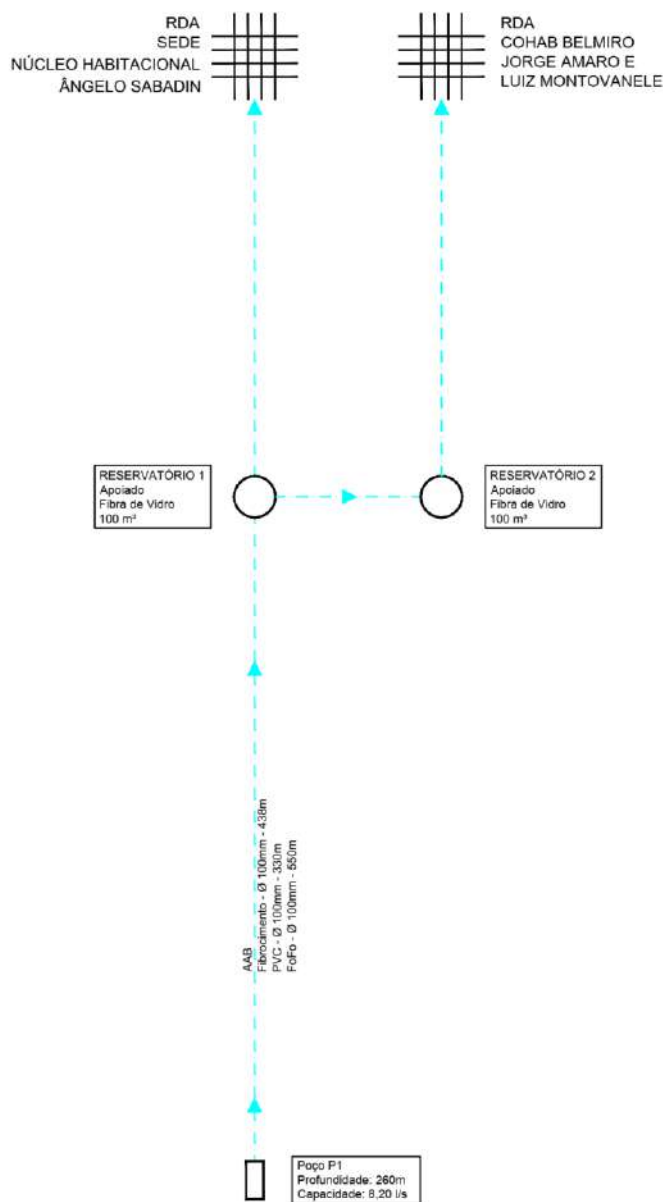 RDA
SEDE
NÚCLEO HABITACIONAL
ÂNGELO SABADIN
RDA
COHAB BELMIRO
JORGE AMARO E
LUIZ MONTOVANELE
RESERVATÓRIO 1
Apoiado
Fibra de Vidro
100 m³
RESERVATÓRIO 2
Apoiado
Fibra de Vidro
100 m³
AAB
Fibrocimento - Ø 100mm - 438m
PVC - Ø 100mm - 330m
FoFo - Ø 100mm - 550m
Poço P1
Profundidade: 260m
Capacidade: 8,20 l/s